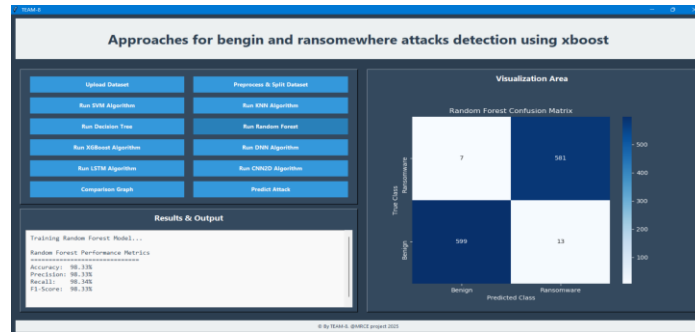 TEAM-8
Approaches for bengin and ransomewhere attacks detection using xboost
Upload Dataset
Preprocess & Split Dataset
Run SVM Algorithm
Run KNN Algorithm
Run Decision Tree
Run Random Forest
Run XGBoost Algorithm
Run DNN Algorithm
Run LSTM Algorithm
Run CNN2D Algorithm
Comparison Graph
Predict Attack
Results & Output
Training Random Forest Model...
Random Forest Performance Metrics
==============================
Accuracy: 98.33%
Precision: 98.33%
Recall: 98.34%
F1-Score: 98.33%
Visualization Area
Random Forest Confusion Matrix
True Class
Ransomware
Benign
7
581
599
13
Benign
Ransomware
Predicted Class
500
400
300
200
100
© By TEAM-8. @MRCE progect 2025